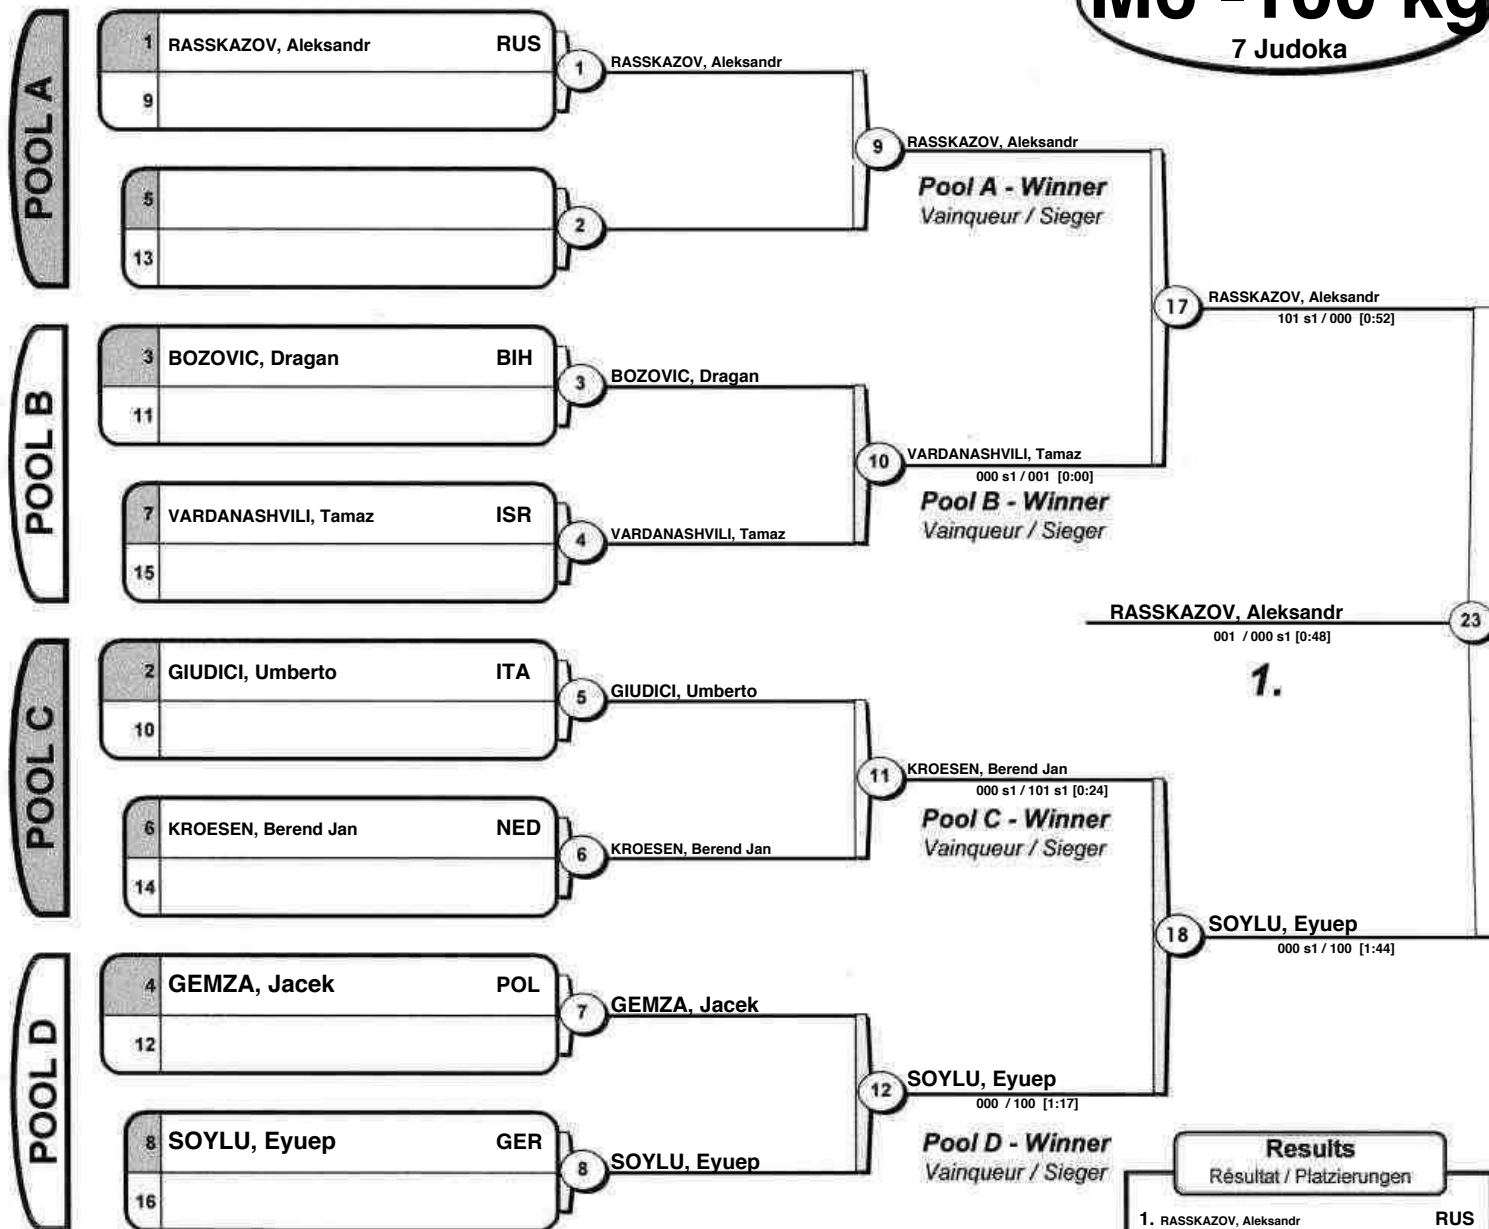 M6 -100 kg
7 Judoka
POOL A
1 RASSKAZOV, Aleksandr RUS
9
5
13
1 RASSKAZOV, Aleksandr
2
9 RASSKAZOV, Aleksandr
Pool A - Winner
Vainqueur / Sieger
POOL B
3 BOZOVIC, Dragan BIH
11
7 VARDANASHVILI, Tamaz ISR
15
3 BOZOVIC, Dragan
4 VARDANASHVILI, Tamaz
10 VARDANASHVILI, Tamaz
000 s1 / 001 [0:00]
Pool B - Winner
Vainqueur / Sieger
17 RASSKAZOV, Aleksandr
101 s1 / 000 [0:52]
RASSKAZOV, Aleksandr 23
001 / 000 s1 [0:48]
1.
POOL C
2 GIUDICI, Umberto ITA
10
6 KROESEN, Berend Jan NED
14
5 GIUDICI, Umberto
6 KROESEN, Berend Jan
11 KROESEN, Berend Jan
000 s1 / 101 s1 [0:24]
Pool C - Winner
Vainqueur / Sieger
18 SOYLU, Eyuep
000 s1 / 100 [1:44]
POOL D
4 GEMZA, Jacek POL
12
8 SOYLU, Eyuep GER
16
7 GEMZA, Jacek
8 SOYLU, Eyuep
12 SOYLU, Eyuep
000 / 100 [1:17]
Pool D - Winner
Vainqueur / Sieger
Results
Résultat / Platzierungen
1. RASSKAZOV, Aleksandr RUS